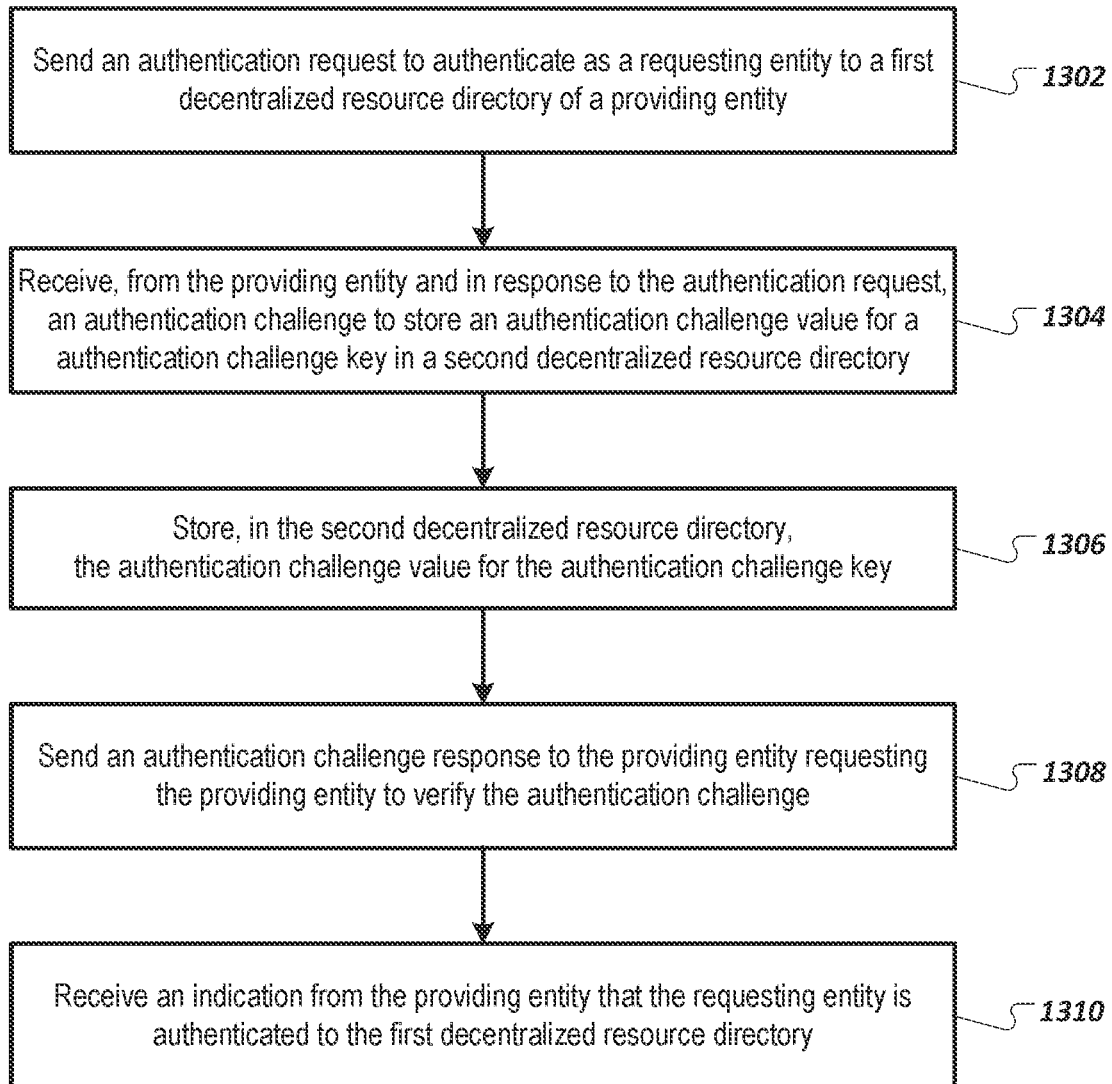 Send an authentication request to authenticate as a requesting entity to a first
decentralized resource directory of a providing entity
1302
Receive, from the providing entity and in response to the authentication request,
an authentication challenge to store an authentication challenge value for a
authentication challenge key in a second decentralized resource directory
1304
Store, in the second decentralized resource directory,
the authentication challenge value for the authentication challenge key
1306
Send an authentication challenge response to the providing entity requesting
the providing entity to verify the authentication challenge
1308
Receive an indication from the providing entity that the requesting entity is
authenticated to the first decentralized resource directory
1310